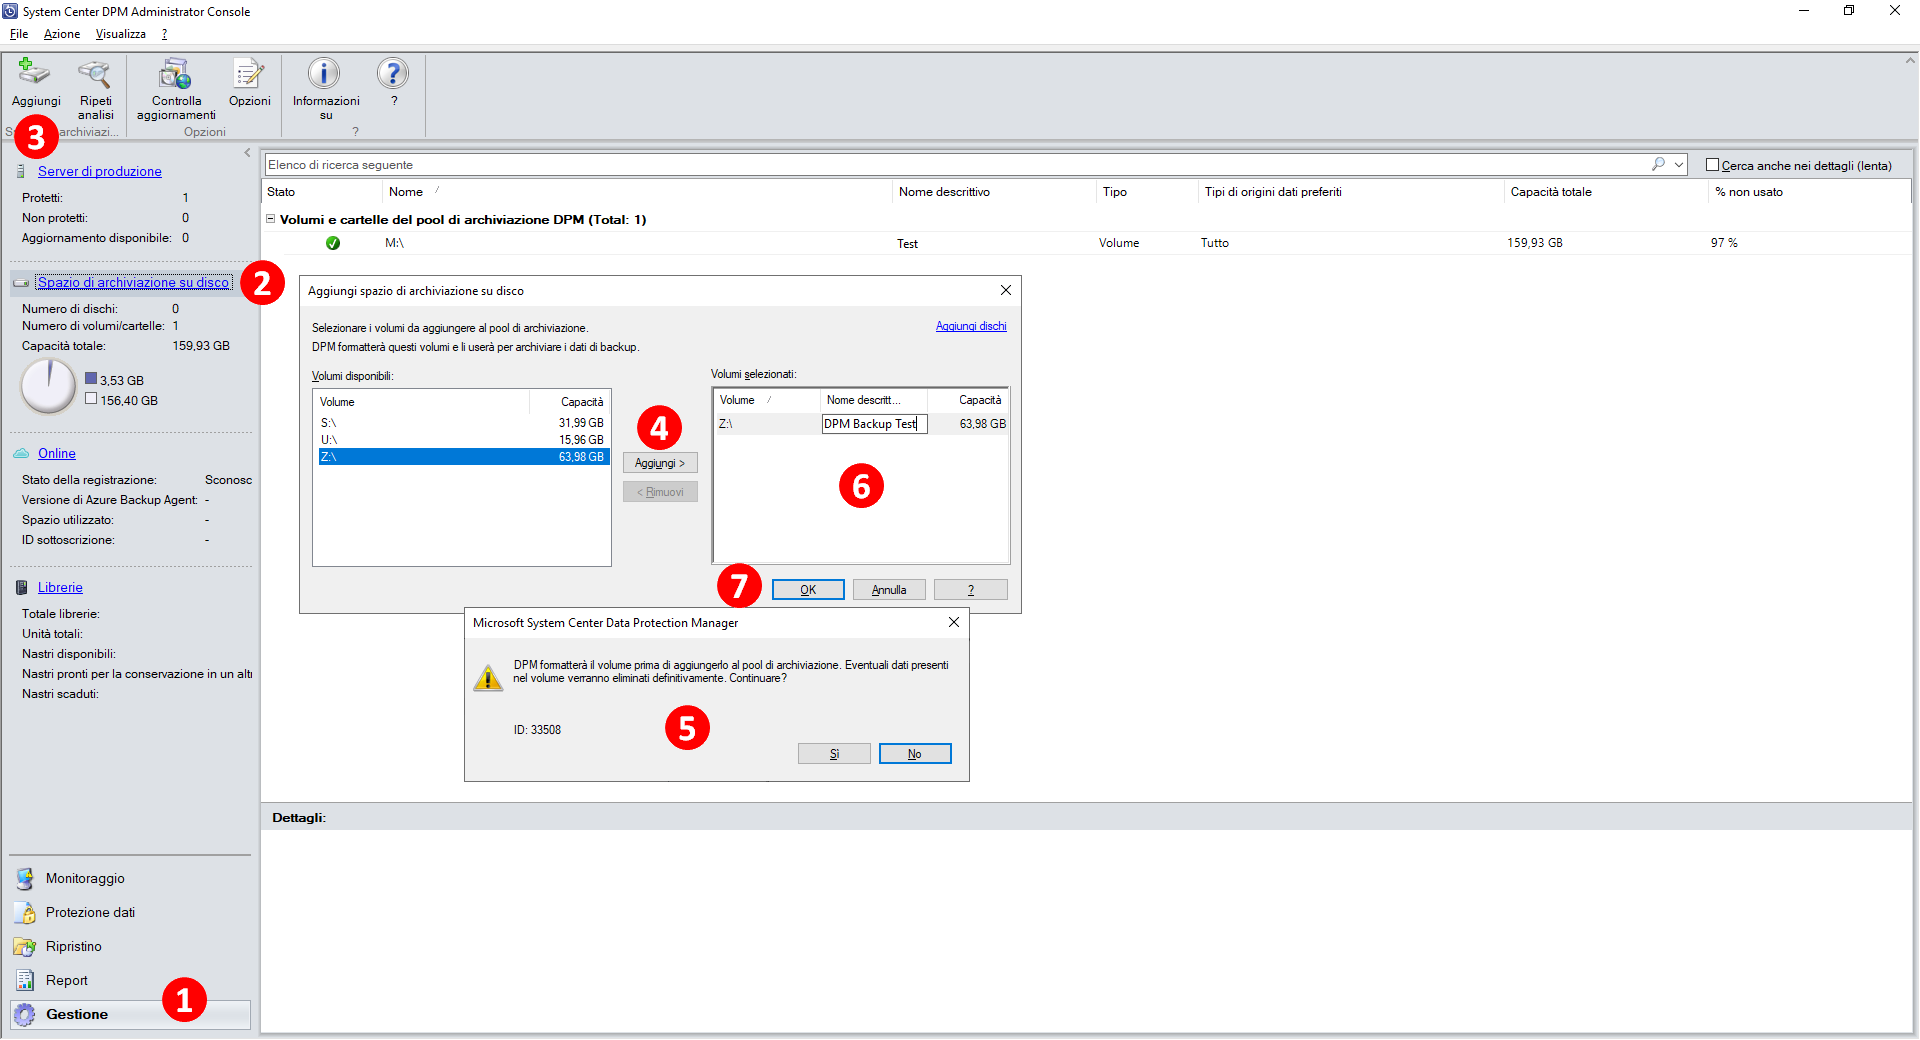 System Center DPM Administrator Console
File Azione Visualizza ?
Aggiungi
Ripeti analisi
Controlla aggiornamenti
Opzioni
Informazioni su
?
archiviazi...
Opzioni
?
3
Server di produzione
Protetti: 1
Non protetti: 0
Aggiornamento disponibile: 0
Spazio di archiviazione su disco
2
Numero di dischi: 0
Numero di volumi/cartelle: 1
Capacità totale: 159,93 GB
3,53 GB
156,40 GB
Online
Stato della registrazione: Sconosc
Versione di Azure Backup Agent: -
Spazio utilizzato: -
ID sottoscrizione: -
Librerie
Totale librerie:
Unità totali:
Nastri disponibili:
Nastri pronti per la conservazione in un alt
Nastri scaduti:
Monitoraggio
Protezione dati
Ripristino
Report
1
Gestione
Elenco di ricerca seguente
Cerca anche nei dettagli (lenta)
Stato Nome / Nome descrittivo Tipo Tipi di origini dati preferiti Capacità totale % non usato
Volumi e cartelle del pool di archiviazione DPM (Total: 1)
M:\ Test Volume Tutto 159,93 GB 97 %
Aggiungi spazio di archiviazione su disco
Selezionare i volumi da aggiungere al pool di archiviazione.
Aggiungi dischi
DPM formatterà questi volumi e li userà per archiviare i dati di backup.
Volumi disponibili:
Volume Capacità
S:\ 31,99 GB
U:\ 15,96 GB
Z:\ 63,98 GB
4
Aggiungi >
< Rimuovi
Volumi selezionati:
Volume / Nome descritt... Capacità
Z:\ DPM Backup Test 63,98 GB
6
7
OK Annulla ?
Microsoft System Center Data Protection Manager
DPM formatterà il volume prima di aggiungerlo al pool di archiviazione. Eventuali dati presenti
nel volume verranno eliminati definitivamente. Continuare?
ID: 33508
5
Sì No
Dettagli: